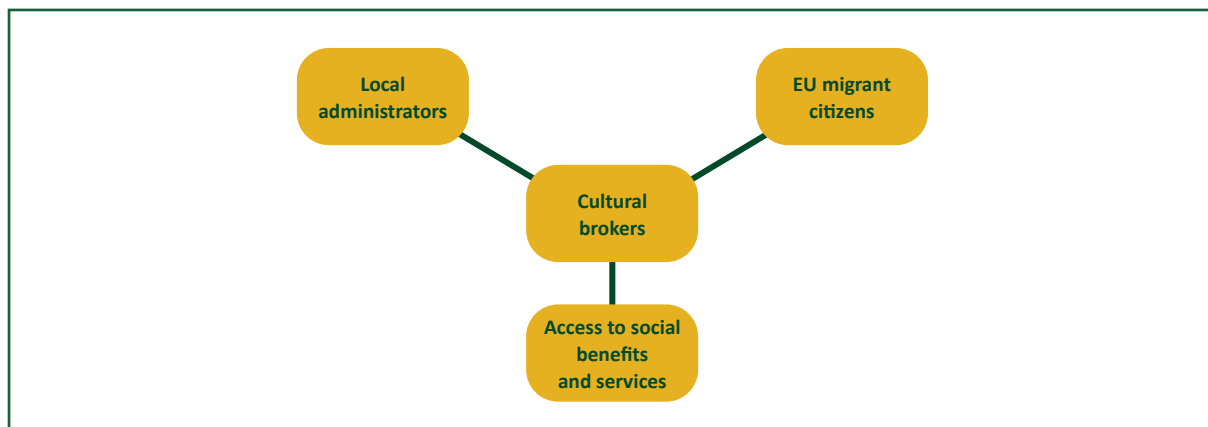 Local
administrators
EU migrant
citizens
Cultural
brokers
Access to social
benefits
and services